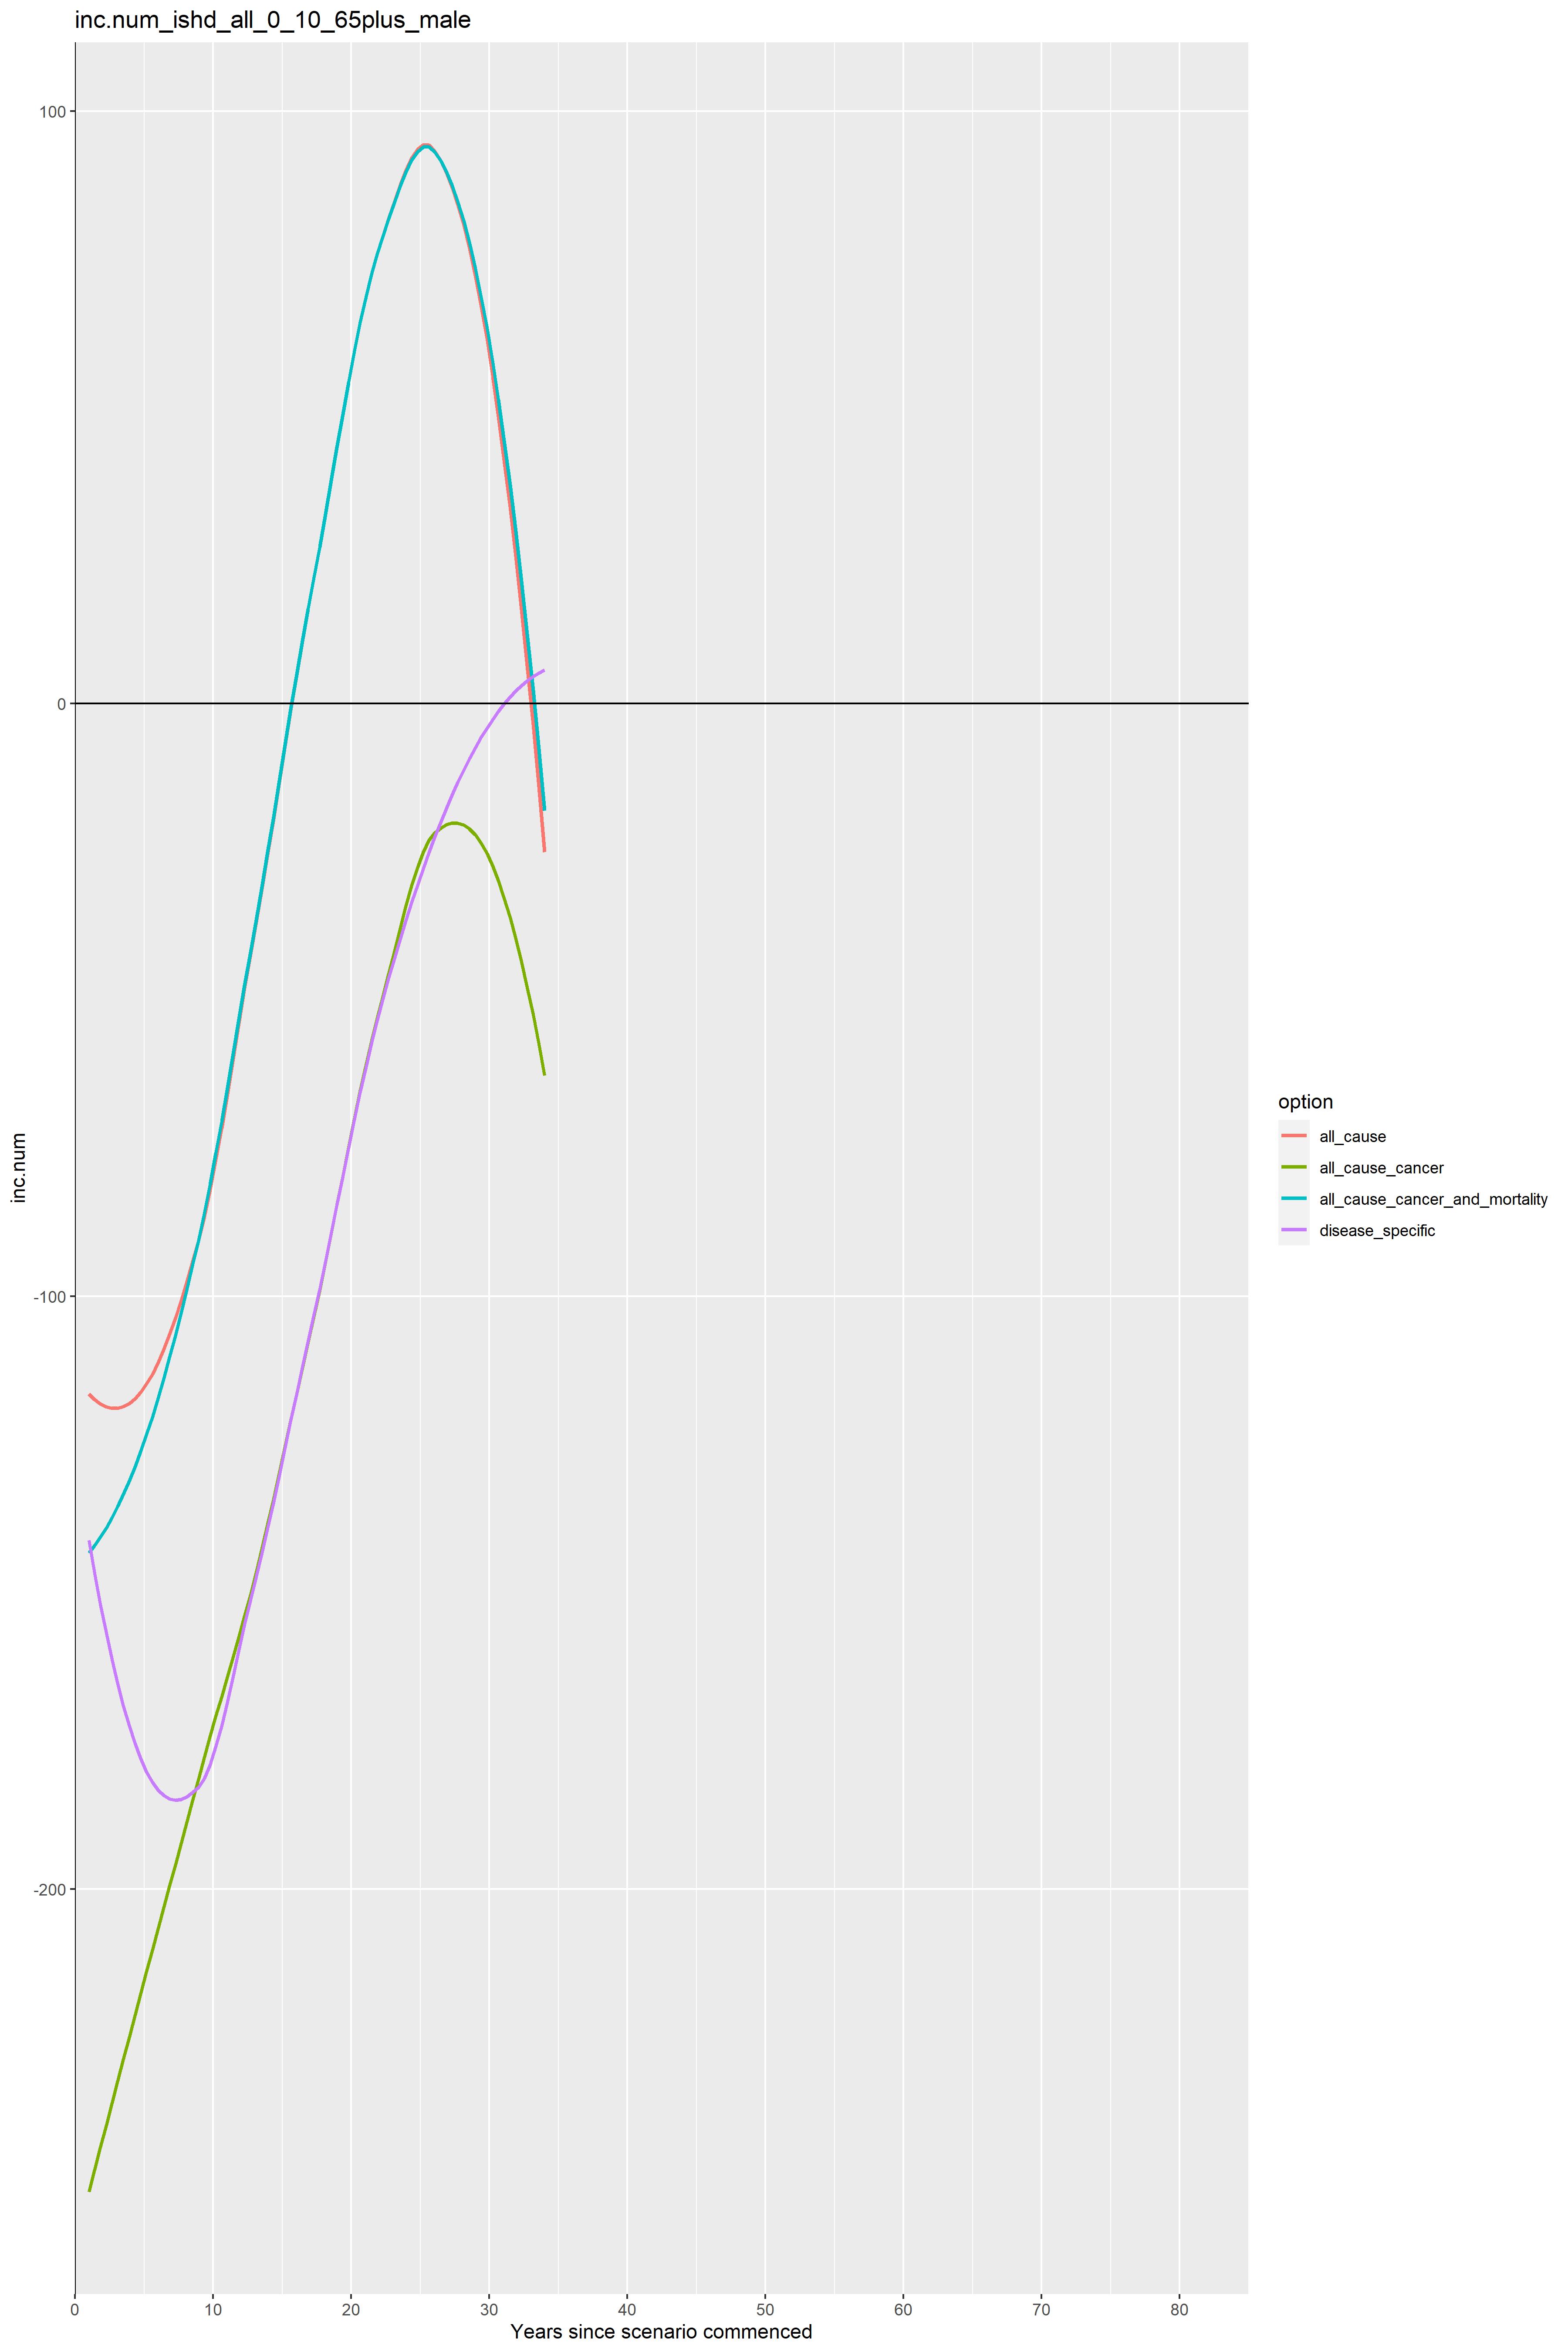 inc.num_ishd_all_0_10_65plus_male
100
0
-100
-200
inc.num
0 10 20 30 40 50 60 70 80
Years since scenario commenced
option
all_cause
all_cause_cancer
all_cause_cancer_and_mortality
disease_specific